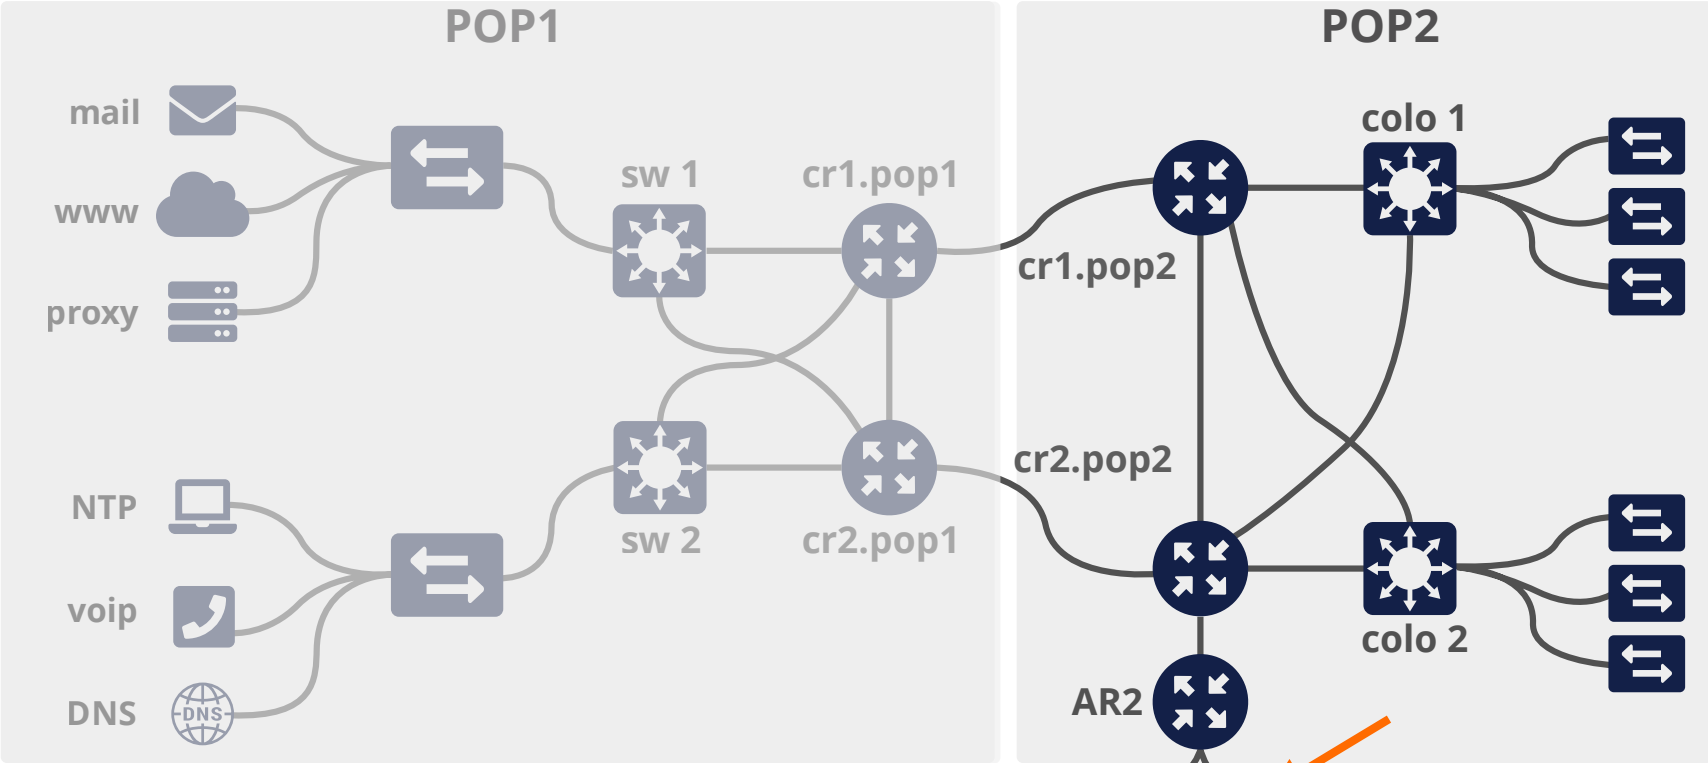 POP1
POP2
mail
www
proxy
sw 1
cr1.pop1
cr1.pop2
colo 1
NTP
voip
DNS
DNS
sw 2
cr2.pop1
cr2.pop2
colo 2
AR2